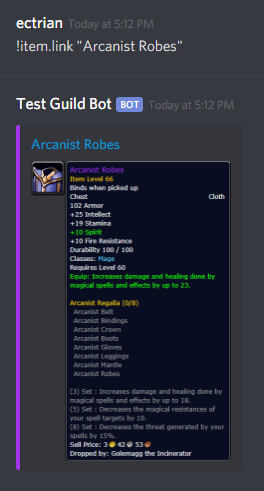 ectrian Today at 5:12 PM
!item.link "Arcanist Robes"
Test Guild Bot BOT Today at 5:12 PM
Arcanist Robes
Arcanist Robes
Item Level 66
Binds when picked up
Chest Cloth
102 Armor
+25 Intellect
+19 Stamina
+10 Spirit
+10 Fire Resistance
Durability 100 / 100
Classes: Mage
Requires Level 60
Equip: Increases damage and healing done by
magical spells and effects by up to 23.
Arcanist Regalia (0/8)
Arcanist Belt
Arcanist Bindings
Arcanist Crown
Arcanist Boots
Arcanist Gloves
Arcanist Leggings
Arcanist Mantle
Arcanist Robes
(3) Set : Increases damage and healing done by
magical spells and effects by up to 18.
(5) Set : Decreases the magical resistances of
your spell targets by 10.
(8) Set : Decreases the threat generated by your
spells by 15%.
Sell Price: 3 42 53
Dropped by: Golemagg the Incinerator